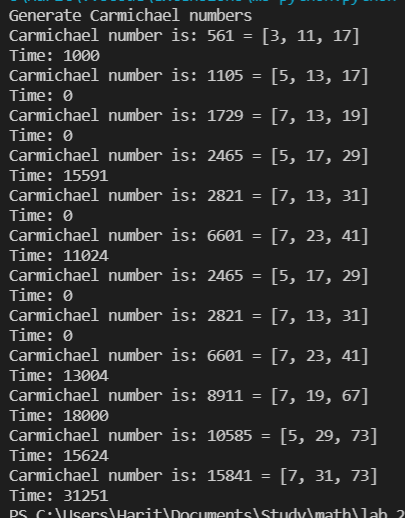 Generate Carmichael numbers
Carmichael number is: 561 = [3, 11, 17]
Time: 1000
Carmichael number is: 1105 = [5, 13, 17]
Time: 0
Carmichael number is: 1729 = [7, 13, 19]
Time: 0
Carmichael number is: 2465 = [5, 17, 29]
Time: 15591
Carmichael number is: 2821 = [7, 13, 31]
Time: 0
Carmichael number is: 6601 = [7, 23, 41]
Time: 11024
Carmichael number is: 2465 = [5, 17, 29]
Time: 0
Carmichael number is: 2821 = [7, 13, 31]
Time: 0
Carmichael number is: 6601 = [7, 23, 41]
Time: 13004
Carmichael number is: 8911 = [7, 19, 67]
Time: 18000
Carmichael number is: 10585 = [5, 29, 73]
Time: 15624
Carmichael number is: 15841 = [7, 31, 73]
Time: 31251
PS C:\Users\Harit\Documents\Study\math\lab 2